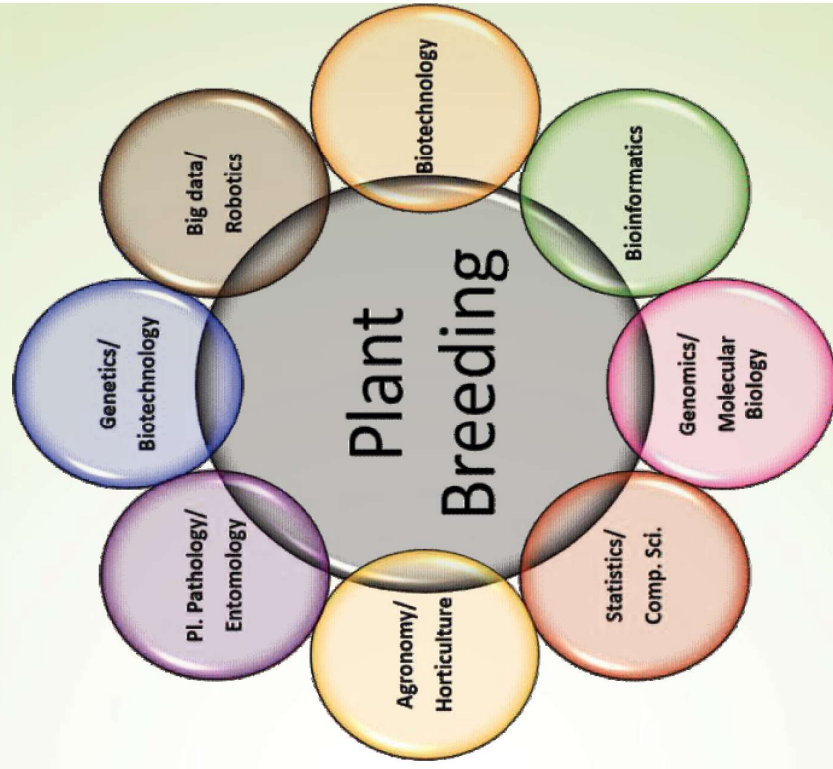 Plant
Breeding
Genetics/
Biotechnology
Big data/
Robotics
Biotechnology
Bioinformatics
Genomics/
Molecular
Biology
Statistics/
Comp. Sci.
Agronomy/
Horticulture
Pl. Pathology/
Entomology